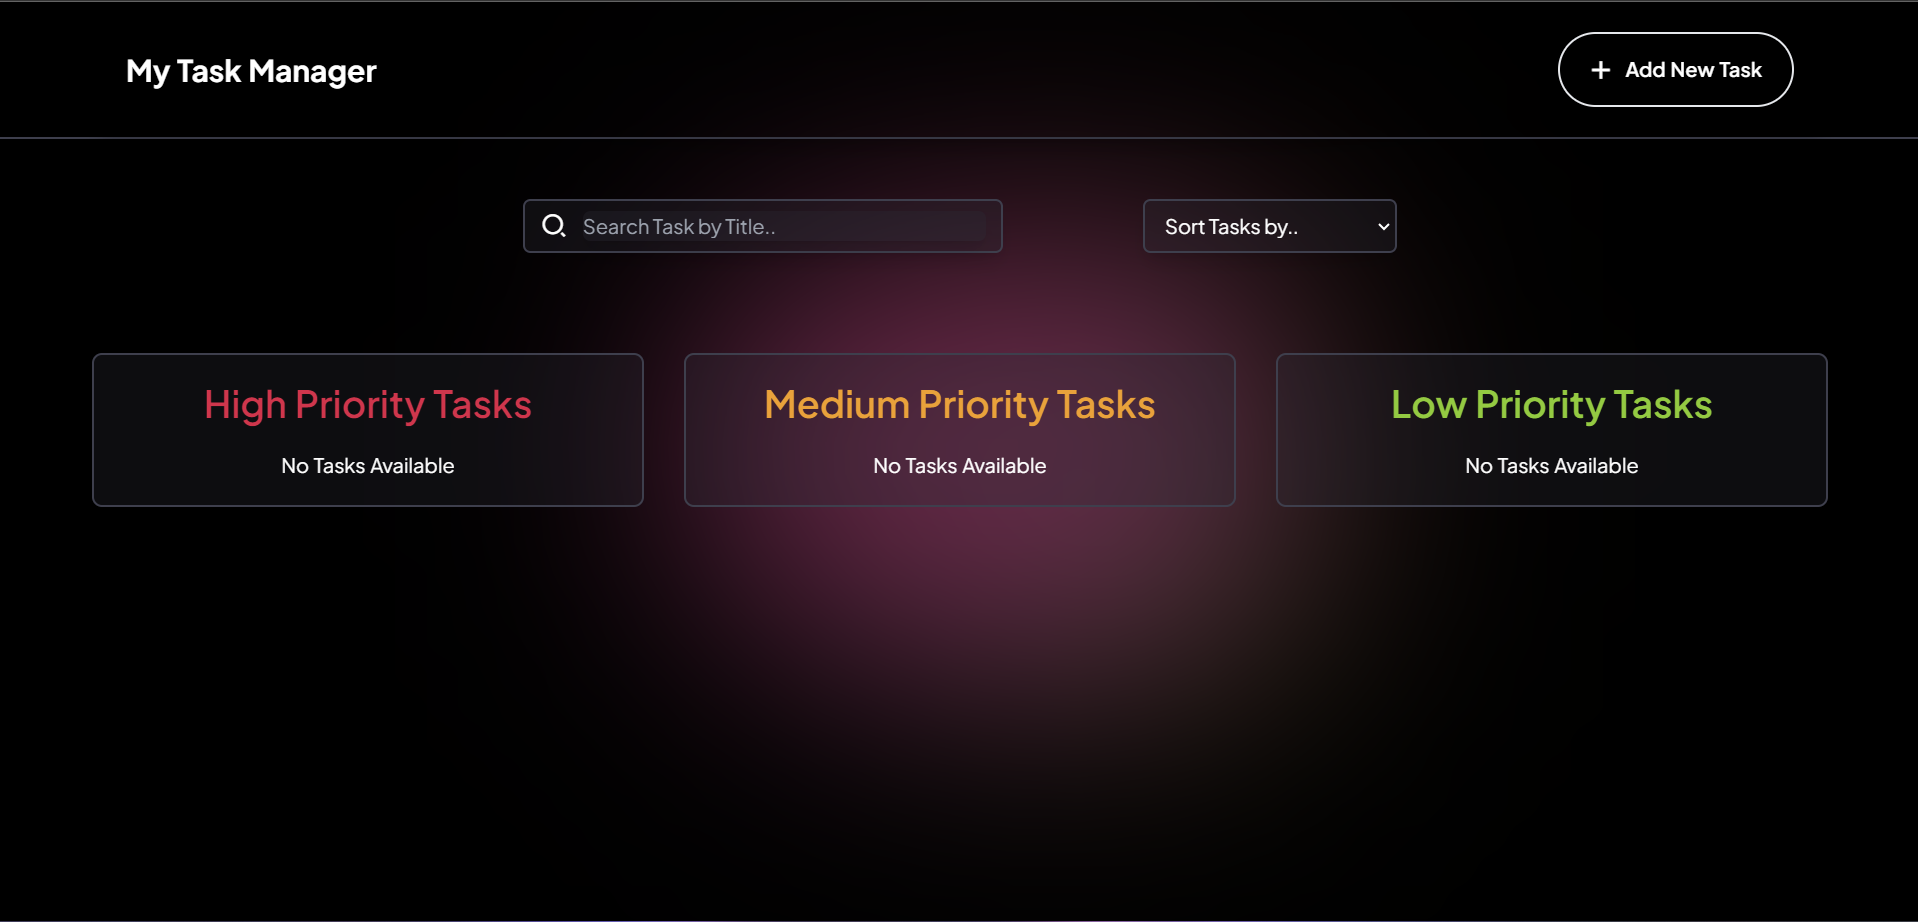 My Task Manager
Add New Task
Search Task by Title..
Sort Tasks by..
High Priority Tasks
No Tasks Available
Medium Priority Tasks
No Tasks Available
Low Priority Tasks
No Tasks Available